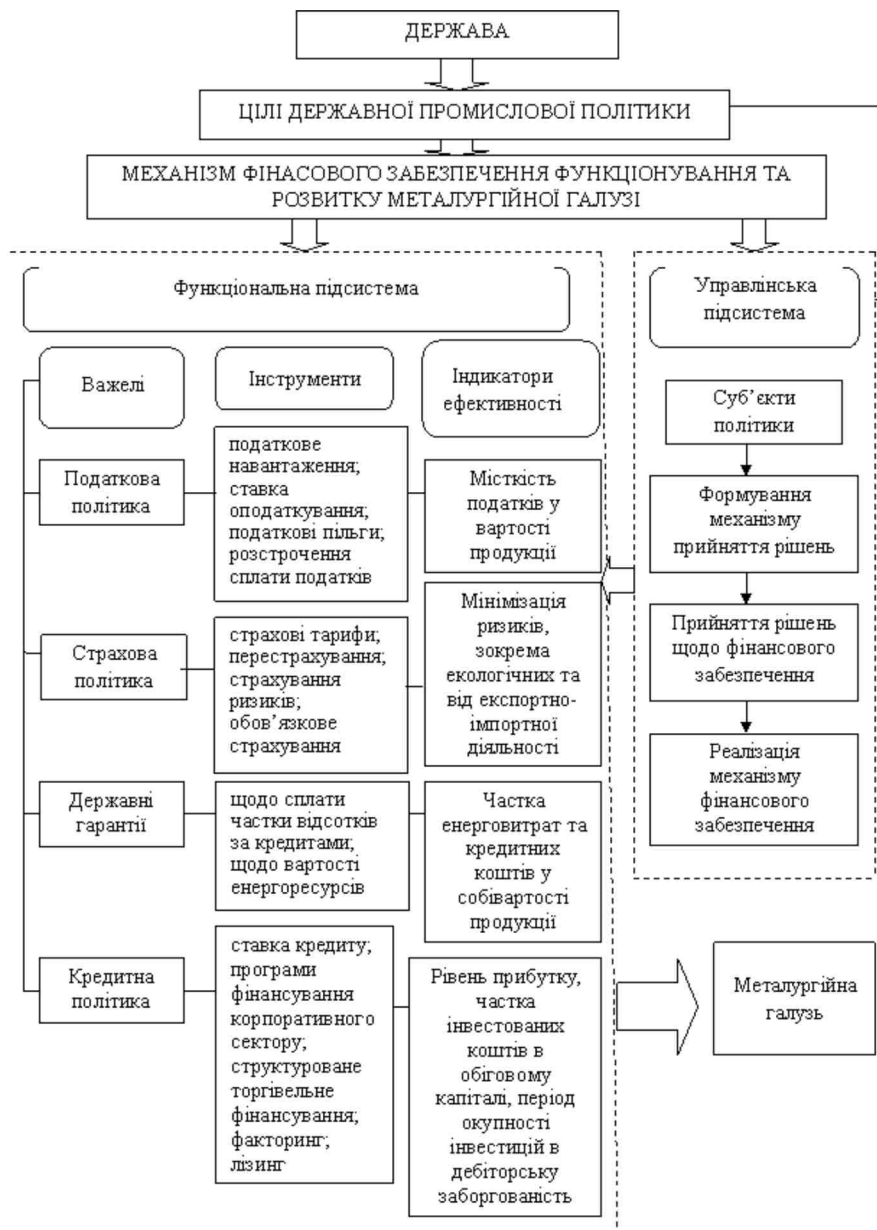 ДЕРЖАВА
ЦІЛІ ДЕРЖАВНОЇ ПРОМИСЛОВОЇ ПОЛІТИКИ
МЕХАНІЗМ ФІНАСОВОГО ЗАБЕЗПЕЧЕННЯ ФУНКЦІОНУВАННЯ ТА
РОЗВИТКУ МЕТАЛУРГІЙНОЇ ГАЛУЗІ
Функціональна підсистема
Важелі
Інструменти
Індикатори
ефективності
Податкова
політика
податкове
навантаження;
ставка
оподаткування;
податкові пільги;
розстрочення
сплати податків
Місткість
податків у
вартості
продукції
Страхова
політика
страхові тарифи;
перестрахування;
страхування
ризиків;
обов’язкове
страхування
Мінімізація
ризиків,
зокрема
екологічних та
від експортно-
імпортної
діяльності
Державні
гарантії
щодо сплати
частки відсотків
за кредитами;
щодо вартості
енергоресурсів
Частка
енерговитрат та
кредитних
коштів у
собівартості
продукції
Кредитна
політика
ставка кредиту;
програми
фінансування
корпоративного
сектору;
структуроване
торгівельне
фінансування;
факторинг;
лізинг
Рівень прибутку,
частка
інвестованих
коштів в
обіговому
капіталі, період
окупності
інвестицій в
дебіторську
заборгованість
Управлінська
підсистема
Суб’єкти
політики
Формування
механізму
прийняття рішень
Прийняття рішень
щодо фінансового
забезпечення
Реалізація
механізму
фінансового
забезпечення
Металургійна
галузь